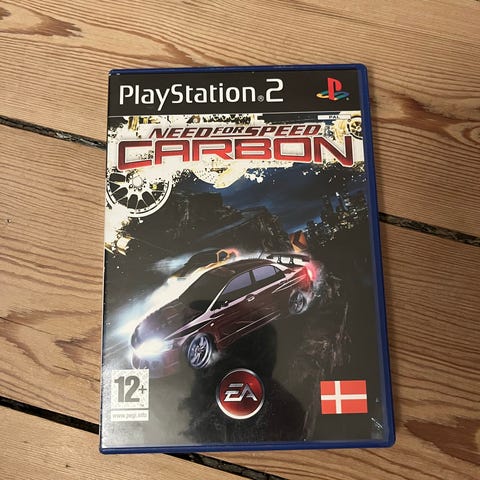 PlayStation®2
PAL
NEED FOR SPEED
CARBON
12+
www.pegi.info
EA